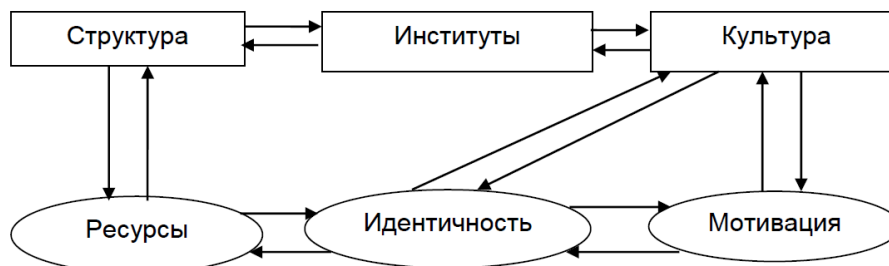 Структура
Институты
Культура
Ресурсы
Идентичность
Мотивация